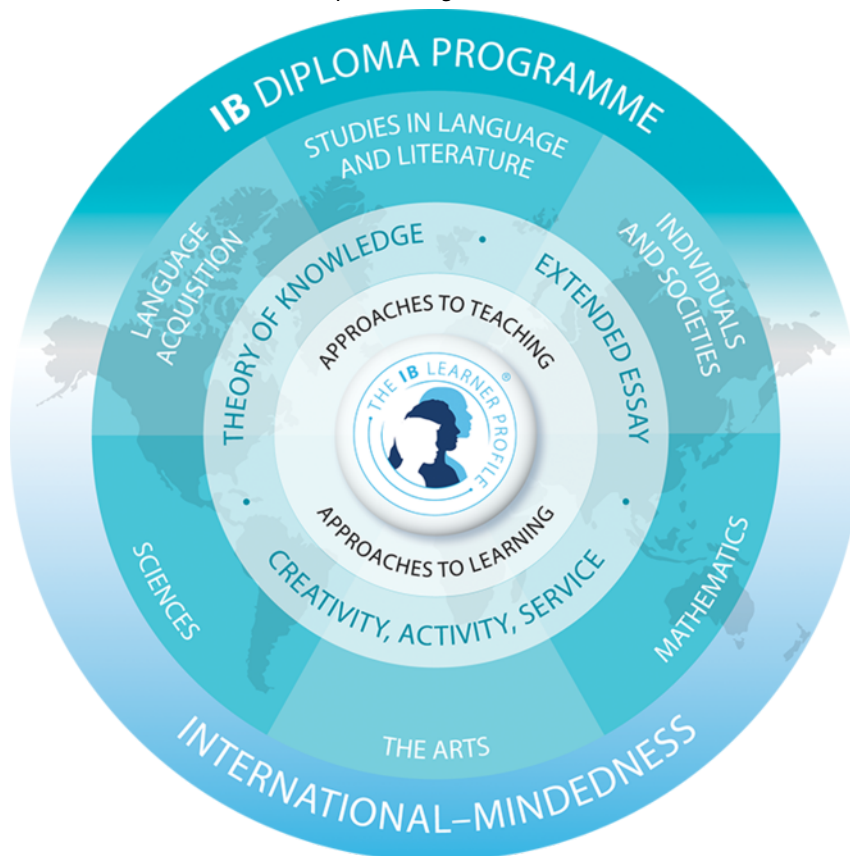 IB DIPLOMA PROGRAMME
STUDIES IN LANGUAGE
AND LITERATURE
LANGUAGE
ACQUISITION
INDIVIDUALS
AND SOCIETIES
THEORY OF KNOWLEDGE
•
EXTENDED ESSAY
•
APPROACHES TO TEACHING
THE IB LEARNER PROFILE ®
APPROACHES TO LEARNING
•
CREATIVITY, ACTIVITY, SERVICE
SCIENCES
MATHEMATICS
THE ARTS
INTERNATIONAL–MINDEDNESS